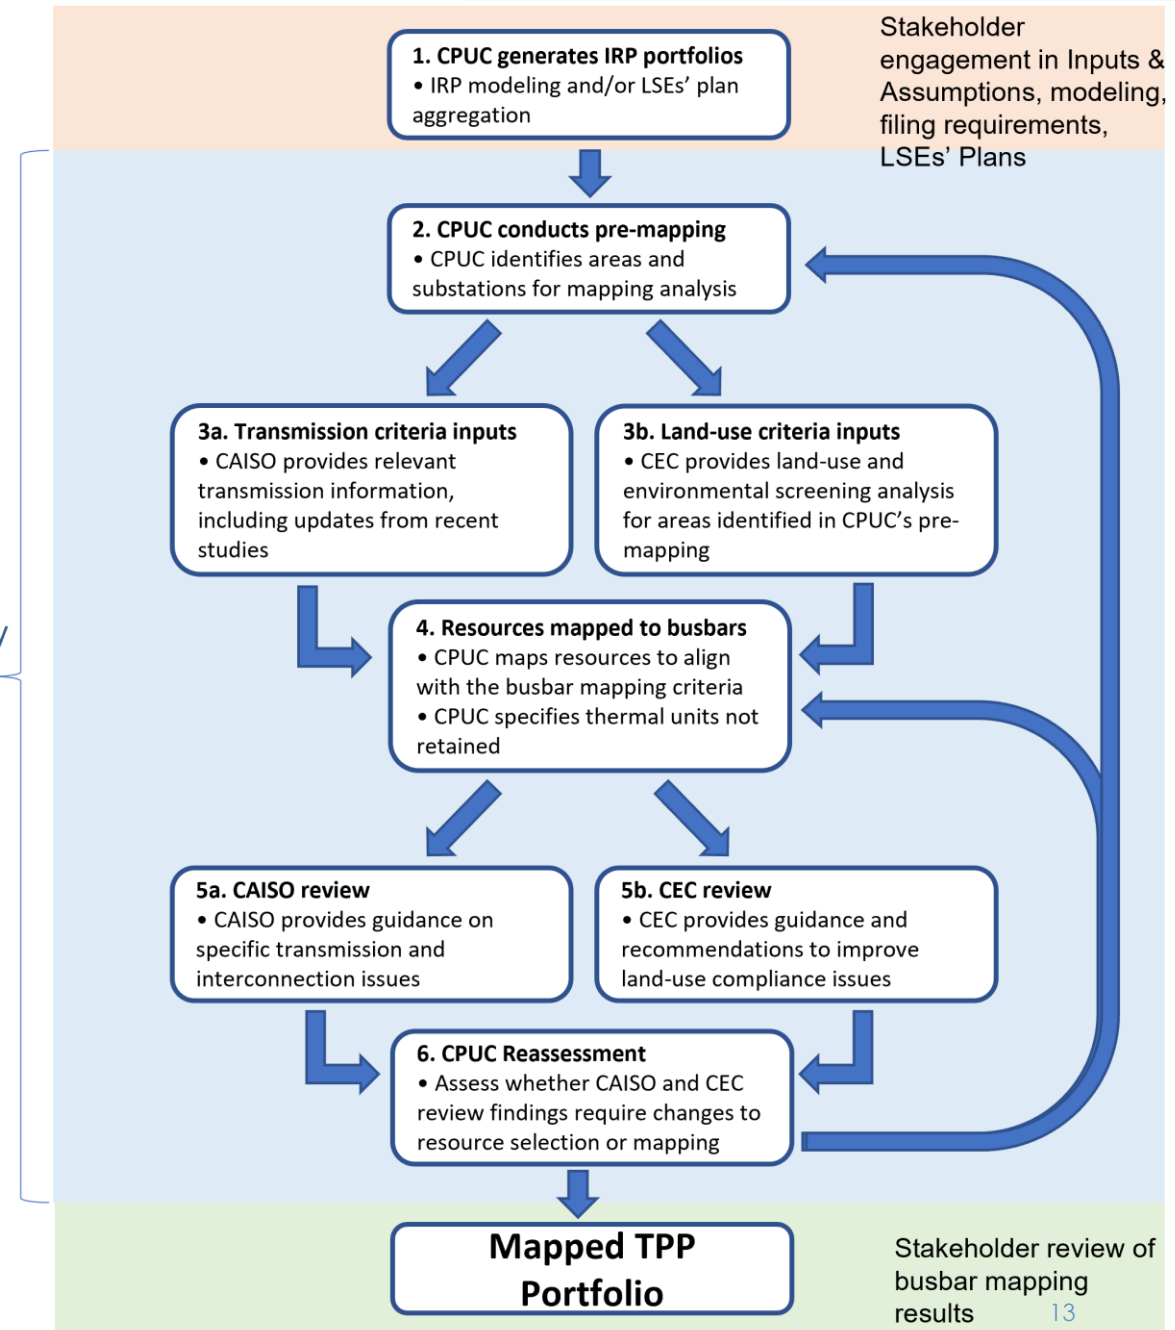 Stakeholder
engagement in Inputs &
Assumptions, modeling,
filing requirements,
LSEs' Plans
1. CPUC generates IRP portfolios
• IRP modeling and/or LSEs' plan
aggregation
2. CPUC conducts pre-mapping
• CPUC identifies areas and
substations for mapping analysis
3a. Transmission criteria inputs
• CAISO provides relevant
transmission information,
including updates from recent
studies
3b. Land-use criteria inputs
• CEC provides land-use and
environmental screening analysis
for areas identified in CPUC's pre-
mapping
4. Resources mapped to busbars
• CPUC maps resources to align
with the busbar mapping criteria
• CPUC specifies thermal units not
retained
5a. CAISO review
• CAISO provides guidance on
specific transmission and
interconnection issues
5b. CEC review
• CEC provides guidance and
recommendations to improve
land-use compliance issues
6. CPUC Reassessment
• Assess whether CAISO and CEC
review findings require changes to
resource selection or mapping
Mapped TPP
Portfolio
Stakeholder review of
busbar mapping
results
13